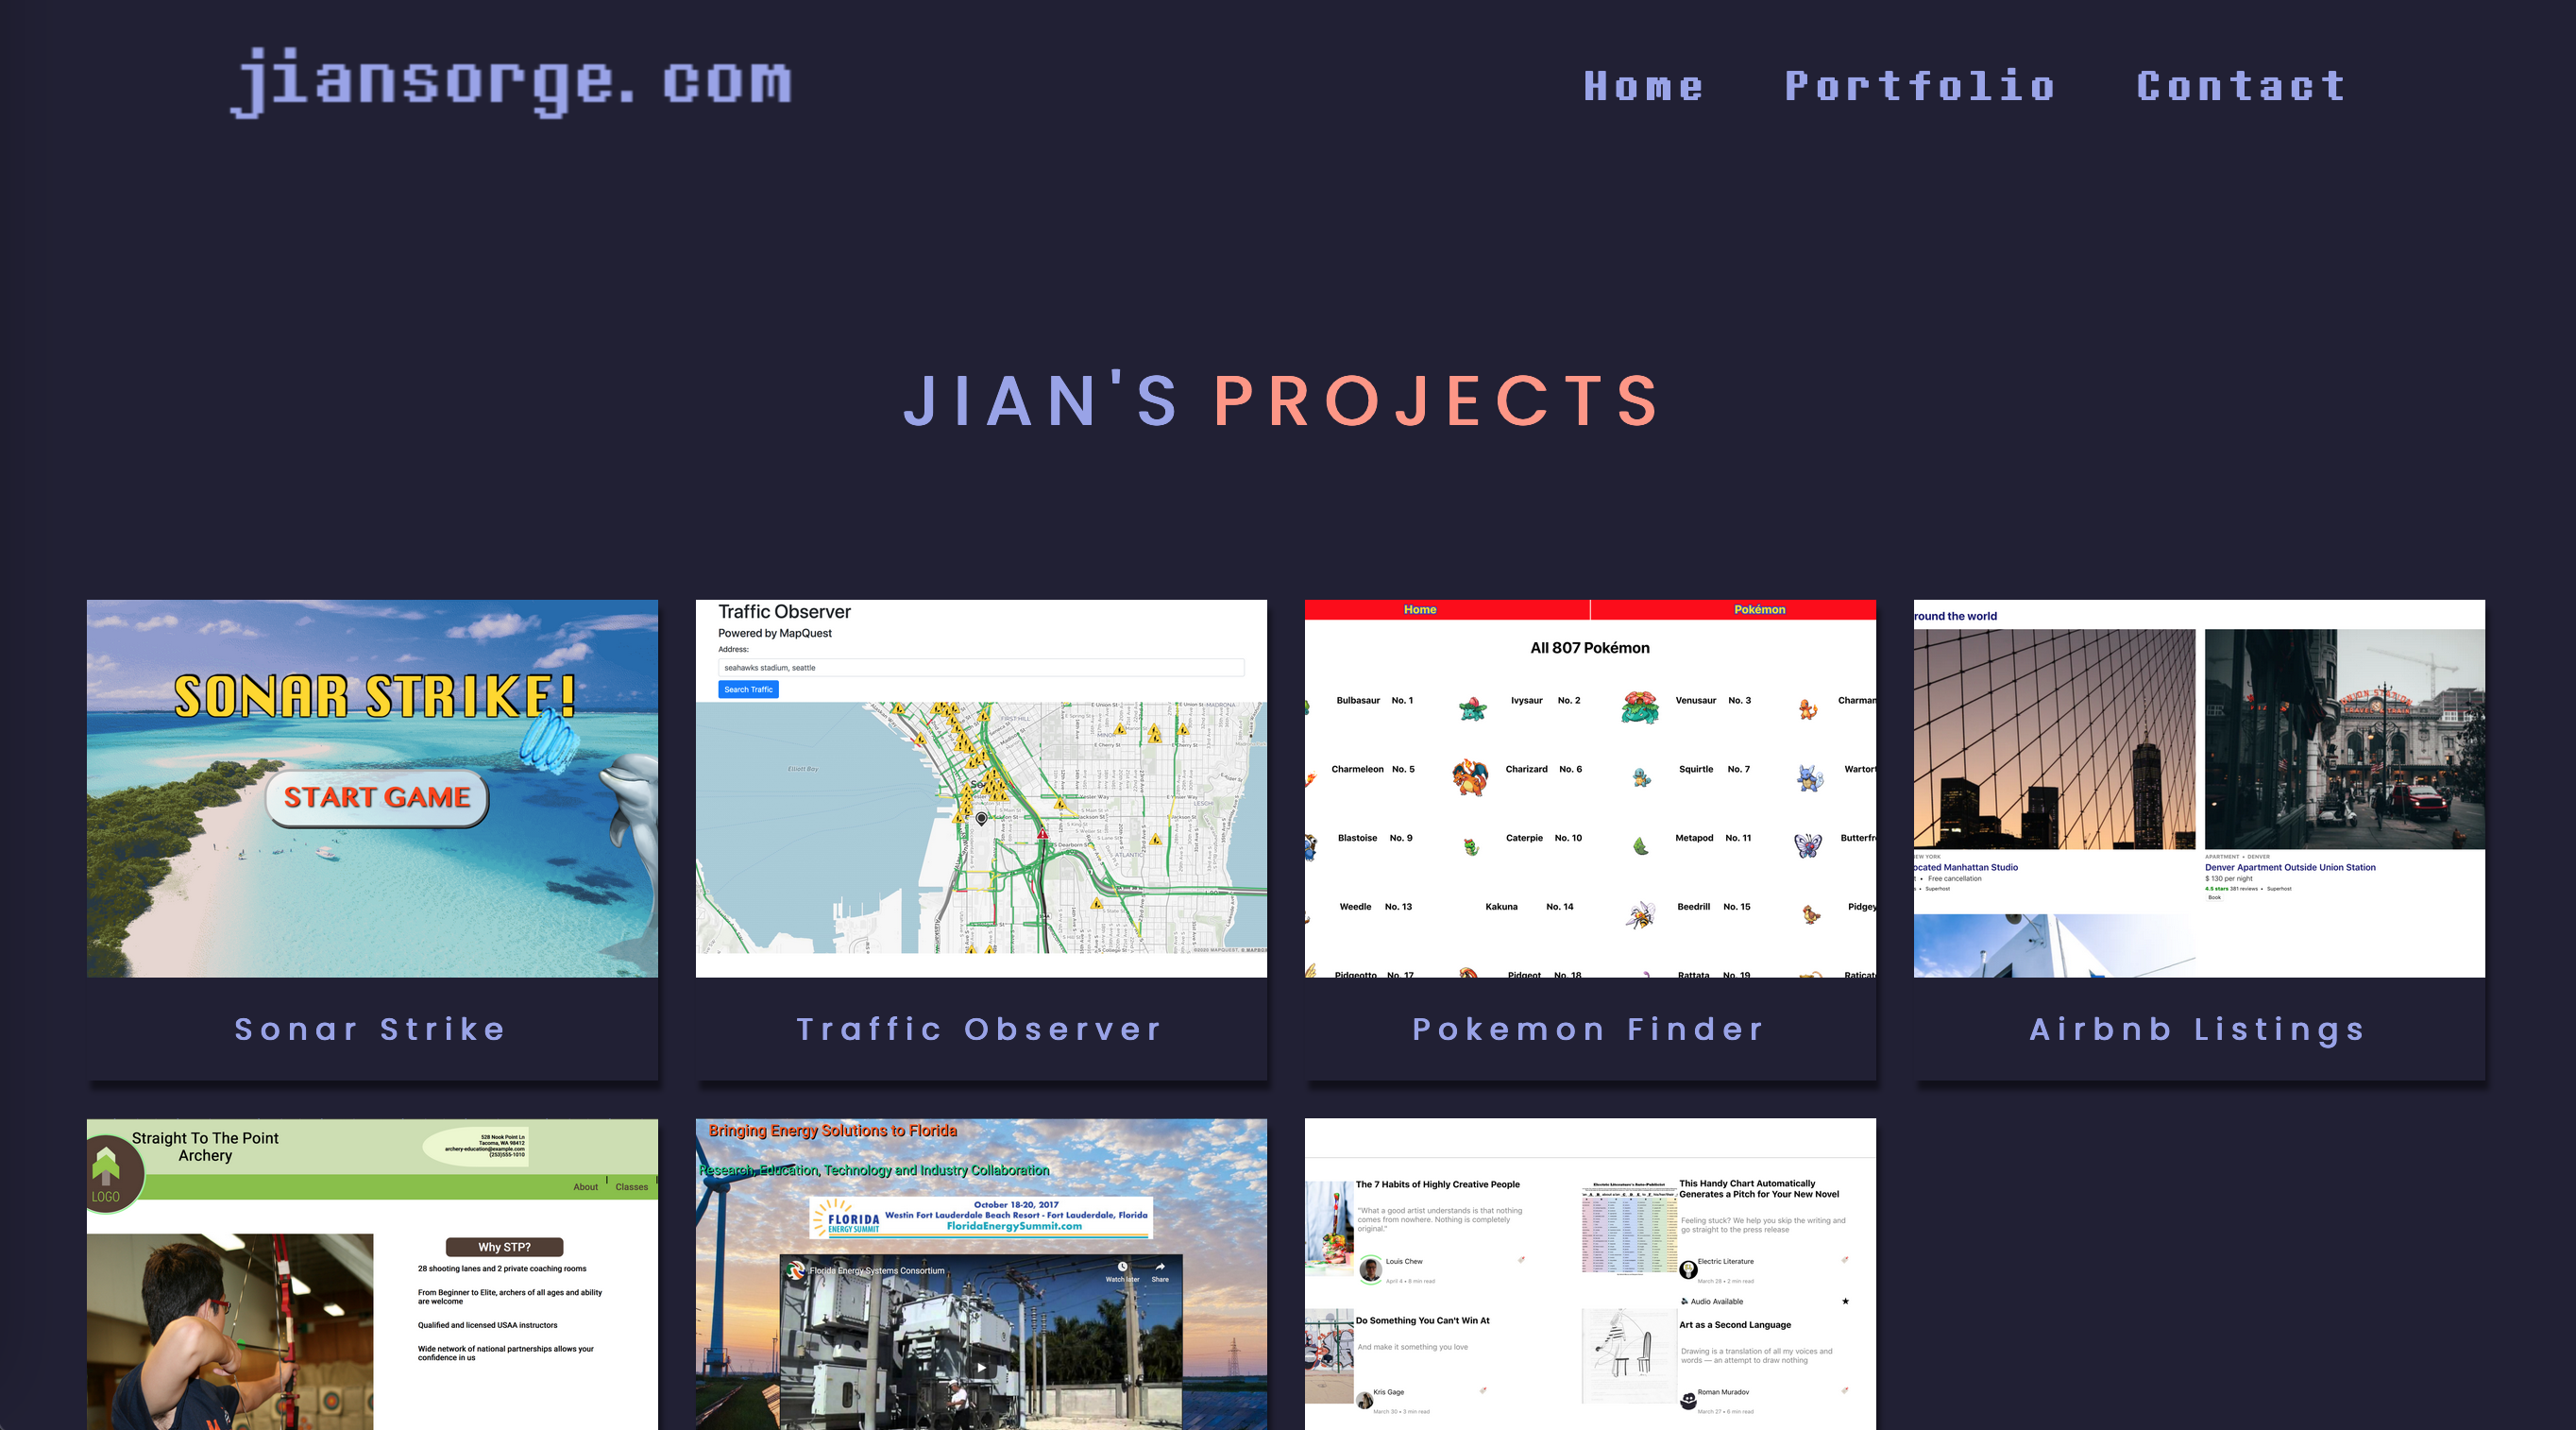 jiansorge.com
Home Portfolio Contact
JIAN'S PROJECTS
SONAR STRIKE!
START GAME
Sonar Strike
Traffic Observer
Powered by MapQuest
Address:
seahawks stadium, seattle
Search Traffic
FIRST HILL
MADRONA
MINOR
E Cherry St
Elliott Bay
LESCHI
ATLANTIC
Traffic Observer
Home Pokémon
All 807 Pokémon
Bulbasaur No. 1 Ivysaur No. 2 Venusaur No. 3 Charman
Charmeleon No. 5 Charizard No. 6 Squirtle No. 7 Wartort
Blastoise No. 9 Caterpie No. 10 Metapod No. 11 Butterfr
Weedle No. 13 Kakuna No. 14 Beedrill No. 15 Pidgey
Pidgeotto No. 17 Pidgeot No. 18 Rattata No. 19 Raticat
Pokemon Finder
round the world
UNION STATION
EW YORK
ocated Manhattan Studio
t • Free cancellation
s • Superhost
APARTMENT • DENVER
Denver Apartment Outside Union Station
$ 130 per night
4.5 stars 381 reviews • Superhost
Book
Airbnb Listings
Straight To The Point
Archery
LOGO
528 Nook Point Ln
Tacoma, WA 98412
archery-education@example.com
(253)555-1010
About Classes
Why STP?
28 shooting lanes and 2 private coaching rooms
From Beginner to Elite, archers of all ages and ability
are welcome
Qualified and licensed USAA instructors
Wide network of national partnerships allows your
confidence in us
Bringing Energy Solutions to Florida
Research, Education, Technology and Industry Collaboration
FLORIDA
ENERGY SUMMIT
October 18-20, 2017
Westin Fort Lauderdale Beach Resort - Fort Lauderdale, Florida
FloridaEnergySummit.com
Florida Energy Systems Consortium
Watch later Share
The 7 Habits of Highly Creative People
"What a good artist understands is that nothing
comes from nowhere. Nothing is completely
original."
Louis Chew
April 4 • 8 min read
This Handy Chart Automatically
Generates a Pitch for Your New Novel
Feeling stuck? We help you skip the writing and
go straight to the press release
Electric Literature
March 28 • 2 min read
Do Something You Can't Win At
And make it something you love
Kris Gage
March 30 • 3 min read
Audio Available
Art as a Second Language
Drawing is a translation of all my voices and
words — an attempt to draw nothing
Roman Muradov
March 27 • 6 min read